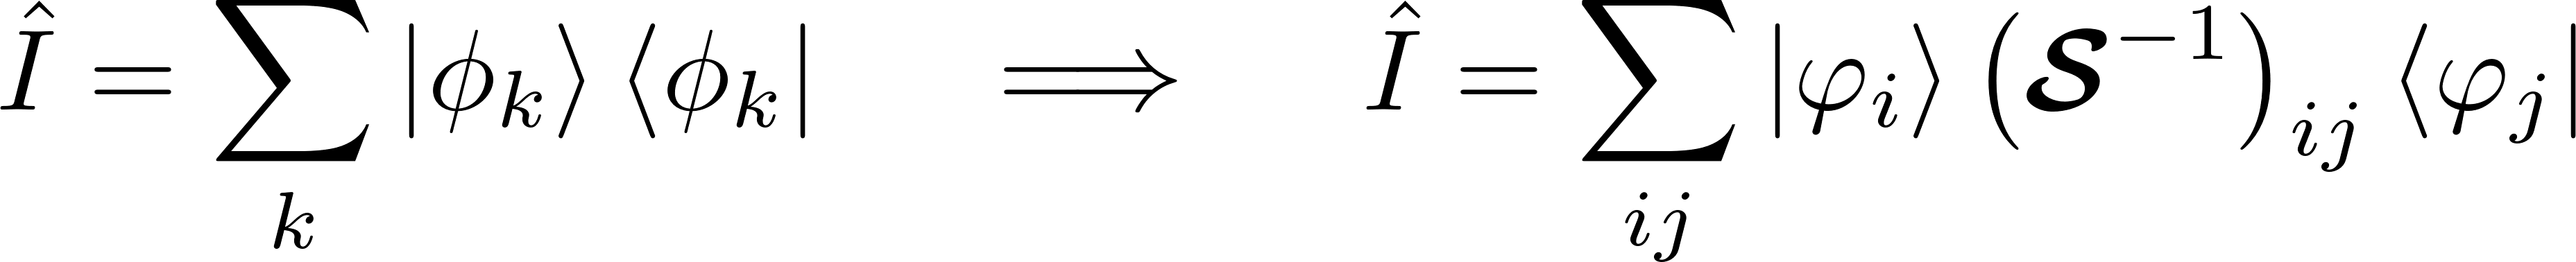 $\hat{I} = \sum_{k} |\phi_k\rangle \langle\phi_k| \quad \Longrightarrow \quad \hat{I} = \sum_{ij} |\varphi_i\rangle \left(\boldsymbol{\mathcal{S}}^{-1}\right)_{ij} \langle\varphi_j|$